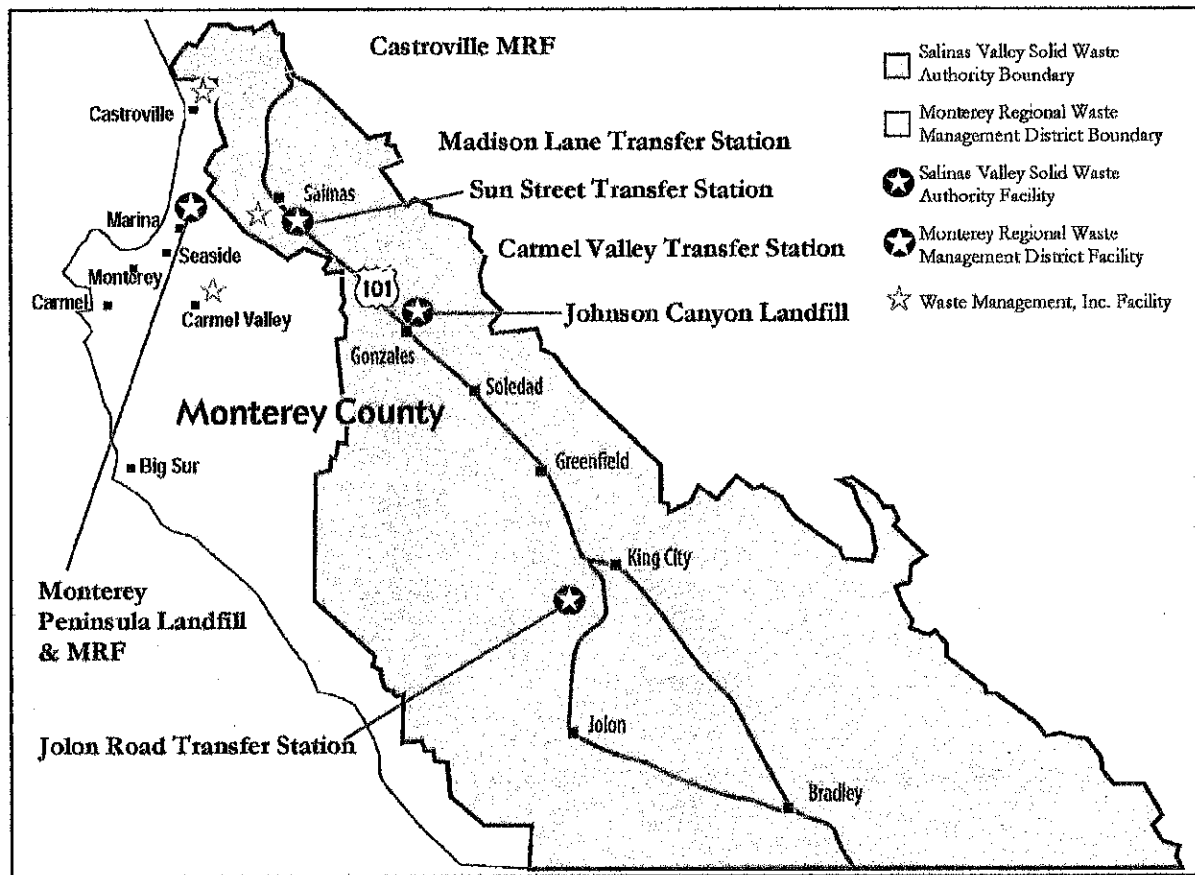 Castroville MRF
Castroville
Madison Lane Transfer Station
Salinas
Sun Street Transfer Station
Marina
Carmel Valley Transfer Station
Seaside
Monterey
101
Carmel
Carmel Valley
Johnson Canyon Landfill
Gonzales
Soledad
Monterey County
Greenfield
Big Sur
King City
Monterey
Peninsula Landfill
& MRF
Jolon Road Transfer Station
Jolon
Bradley
Salinas Valley Solid Waste
Authority Boundary
Monterey Regional Waste
Management District Boundary
Salinas Valley Solid Waste
Authority Facility
Monterey Regional Waste
Management District Facility
Waste Management, Inc. Facility